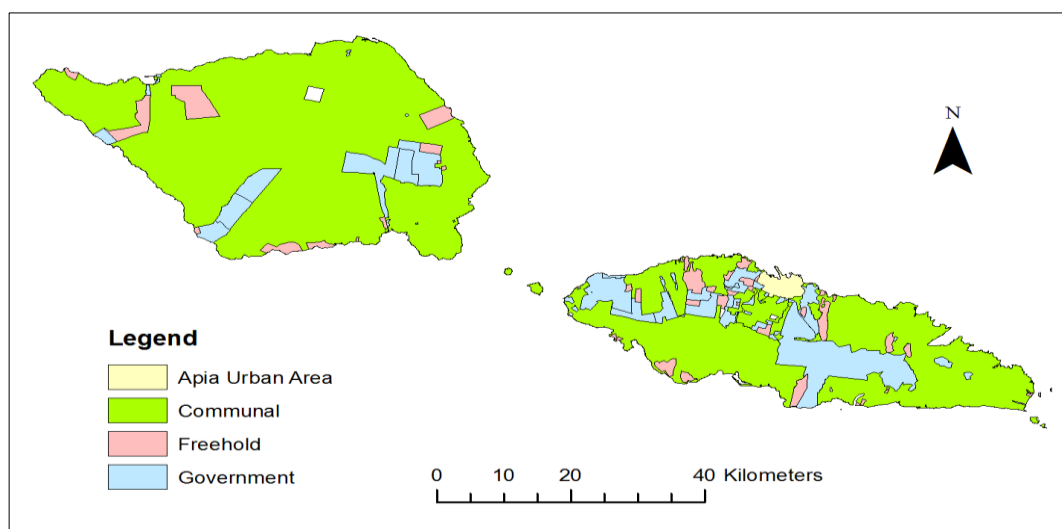 N
Legend
Apia Urban Area
Communal
Freehold
Government
0 10 20 40 Kilometers